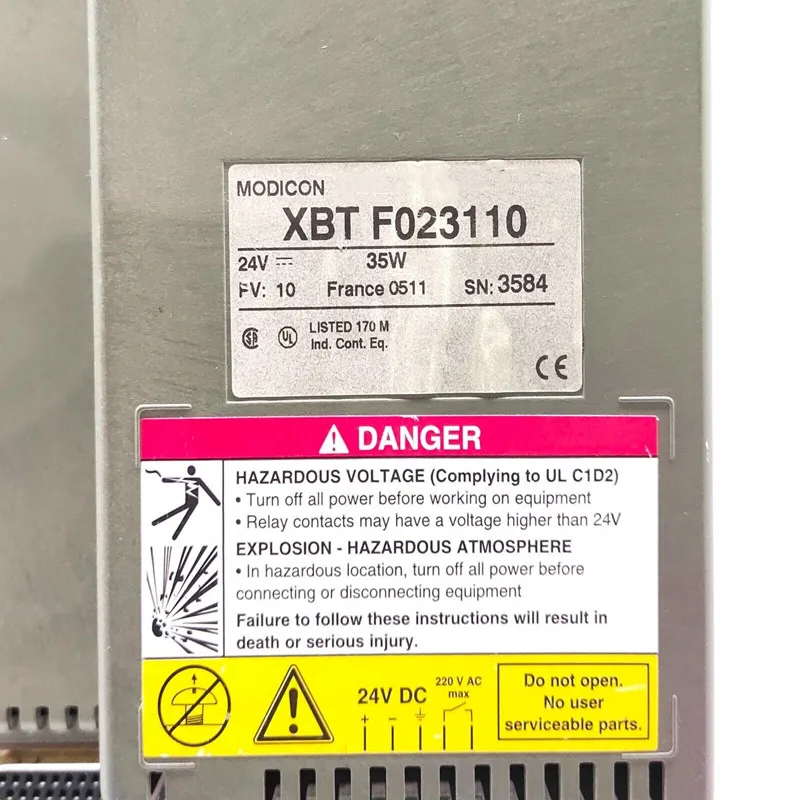 MODICON
XBT F023110
24V ⎓ 35W
PV: 10 France 0511 SN: 3584
SA UL LISTED 170 M
Ind. Cont. Eq.
CE
⚠ DANGER
HAZARDOUS VOLTAGE (Complying to UL C1D2)
• Turn off all power before working on equipment
• Relay contacts may have a voltage higher than 24V
EXPLOSION - HAZARDOUS ATMOSPHERE
• In hazardous location, turn off all power before
connecting or disconnecting equipment
Failure to follow these instructions will result in
death or serious injury.
24V DC
+ −
220 V AC
max
Do not open.
No user
serviceable parts.